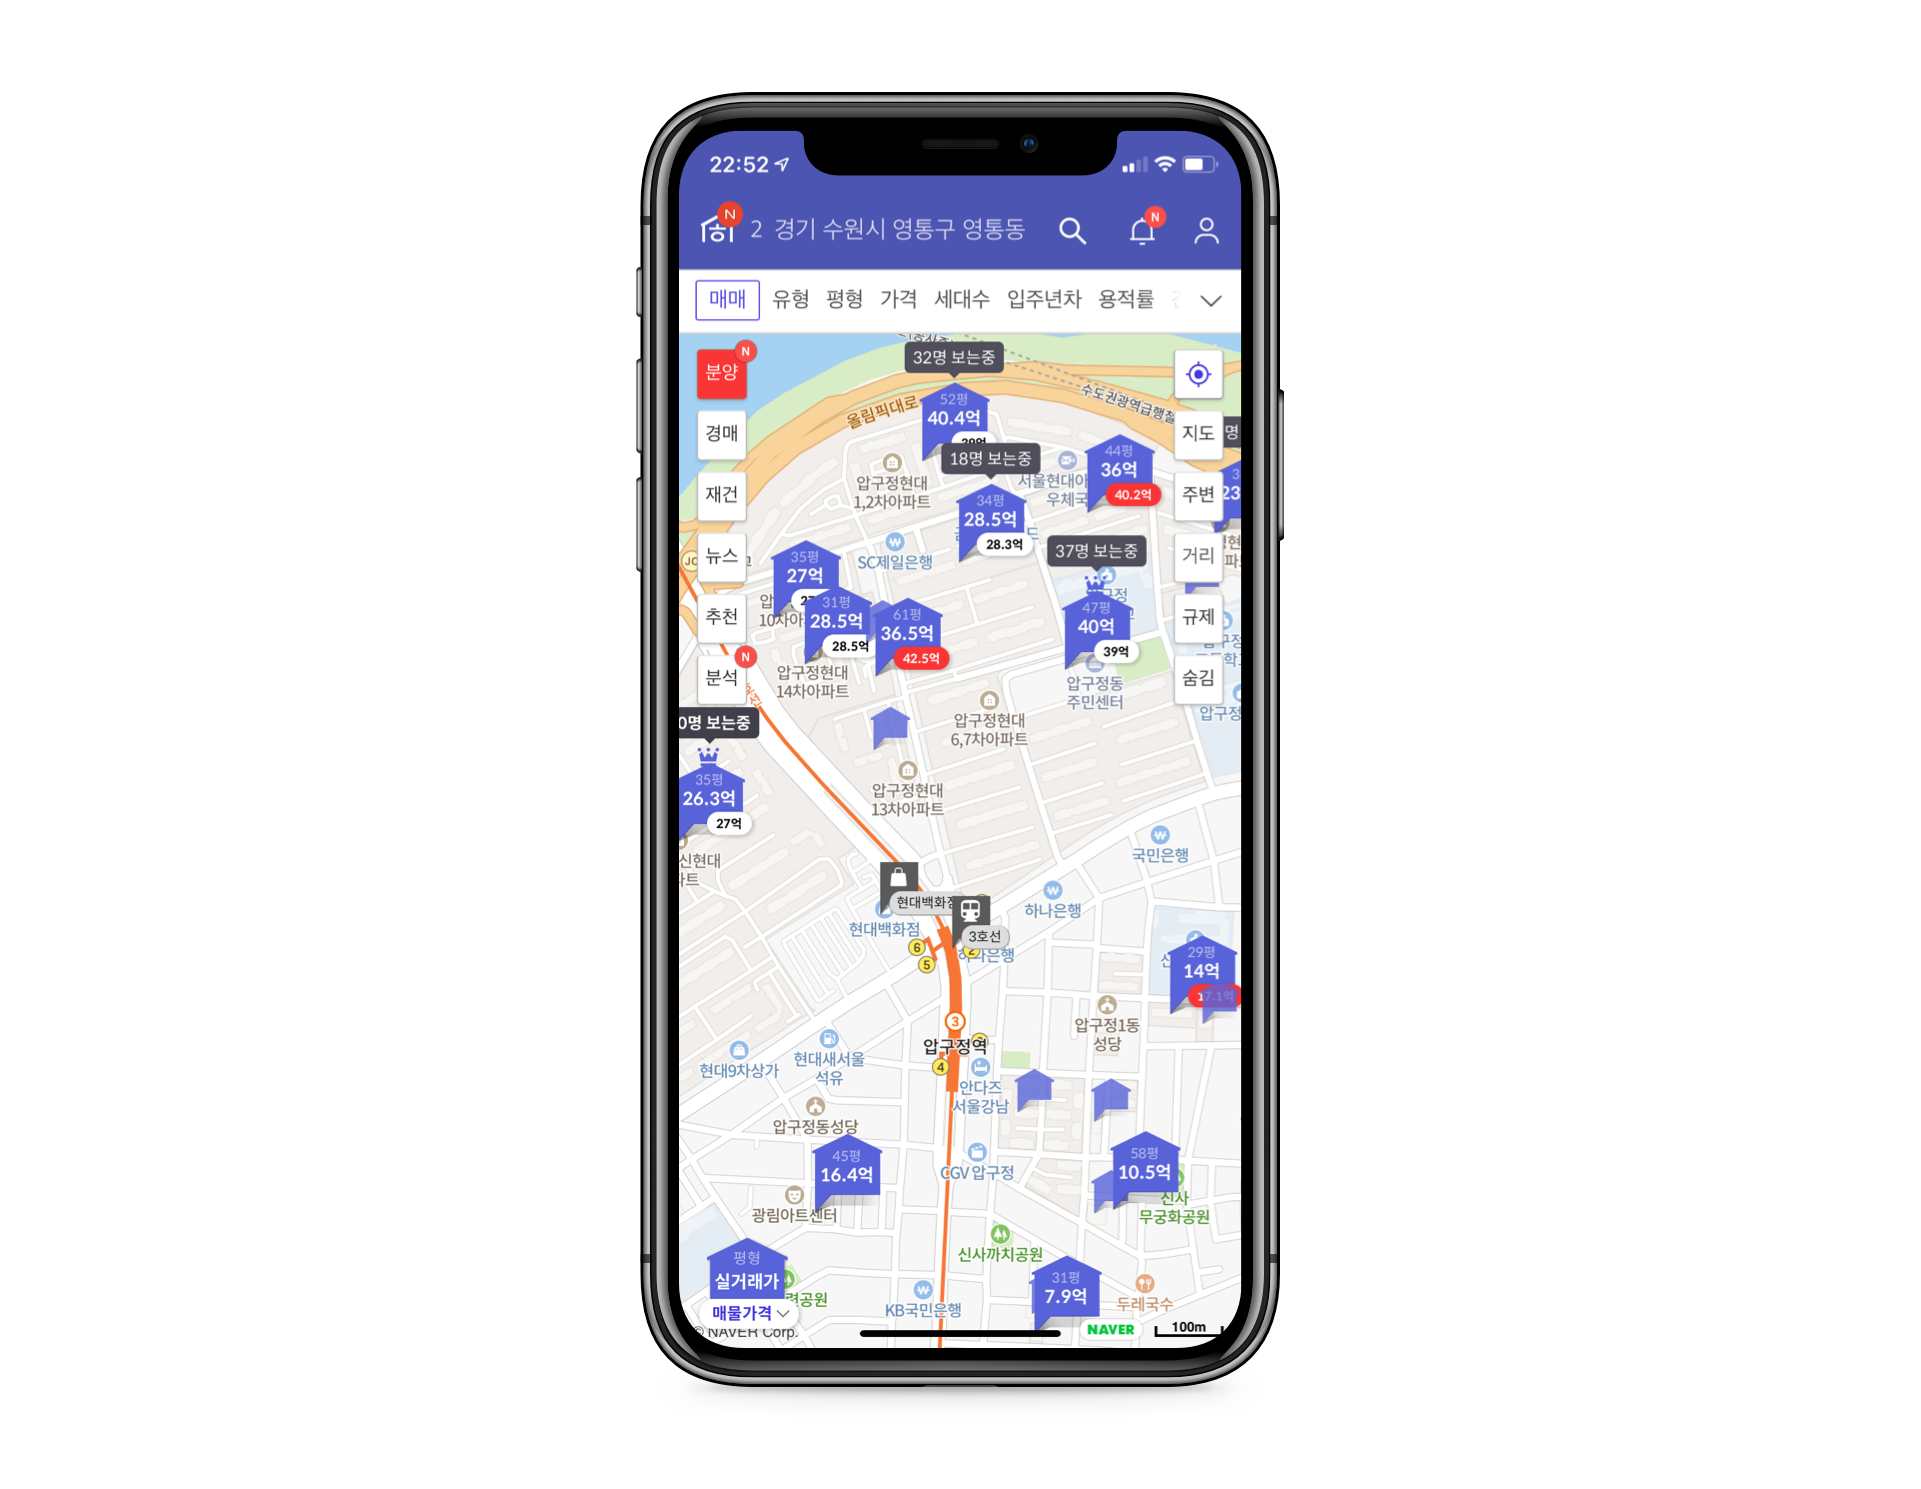 22:52
N
2 경기 수원시 영통구 영통동
N
매매 유형 평형 가격 세대수 입주년차 용적률
분양
N
경매
재건
뉴스
추천
분석
N
지도
주변
거리
규제
숨김
32명 보는중
올림픽대로
수도권광역급행철
52평
40.4억
18명 보는중
44평
36억
40.2억
압구정현대
1,2차아파트
서울현대아
우체국
34평
28.5억
28.3억
SC제일은행
37명 보는중
35평
27억
31평
28.5억
28.5억
61평
36.5억
42.5억
47평
40억
39억
압구정현대
14차아파트
압구정동
주민센터
압구정현대
6,7차아파트
0명 보는중
35평
26.3억
27억
압구정현대
13차아파트
신현대
국민은행
하나은행
현대백화점
현대백화점
3호선
하나은행
6
5
2
29평
14억
17.1억
3
압구정역
4
압구정1동
성당
현대9차상가
현대새서울
석유
안다즈
서울강남
압구정동성당
45평
16.4억
CGV 압구정
58평
10.5억
광림아트센터
신사
무궁화공원
신사까치공원
평형
실거래가
매물가격
31평
7.9억
KB국민은행
두레국수
© NAVER Corp.
NAVER
100m